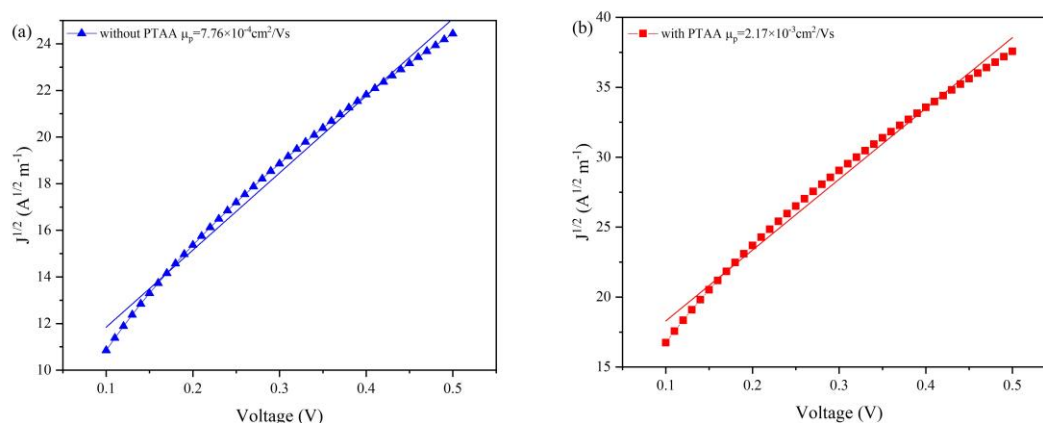 (a)
without PTAA μp=7.76×10-4cm2/Vs
24
22
20
18
16
14
12
10
J1/2 (A1/2 m-1)
0.1 0.2 0.3 0.4 0.5
Voltage (V)
(b)
with PTAA μp=2.17×10-3cm2/Vs
40
35
30
25
20
15
J1/2 (A1/2 m-1)
0.1 0.2 0.3 0.4 0.5
Voltage (V)